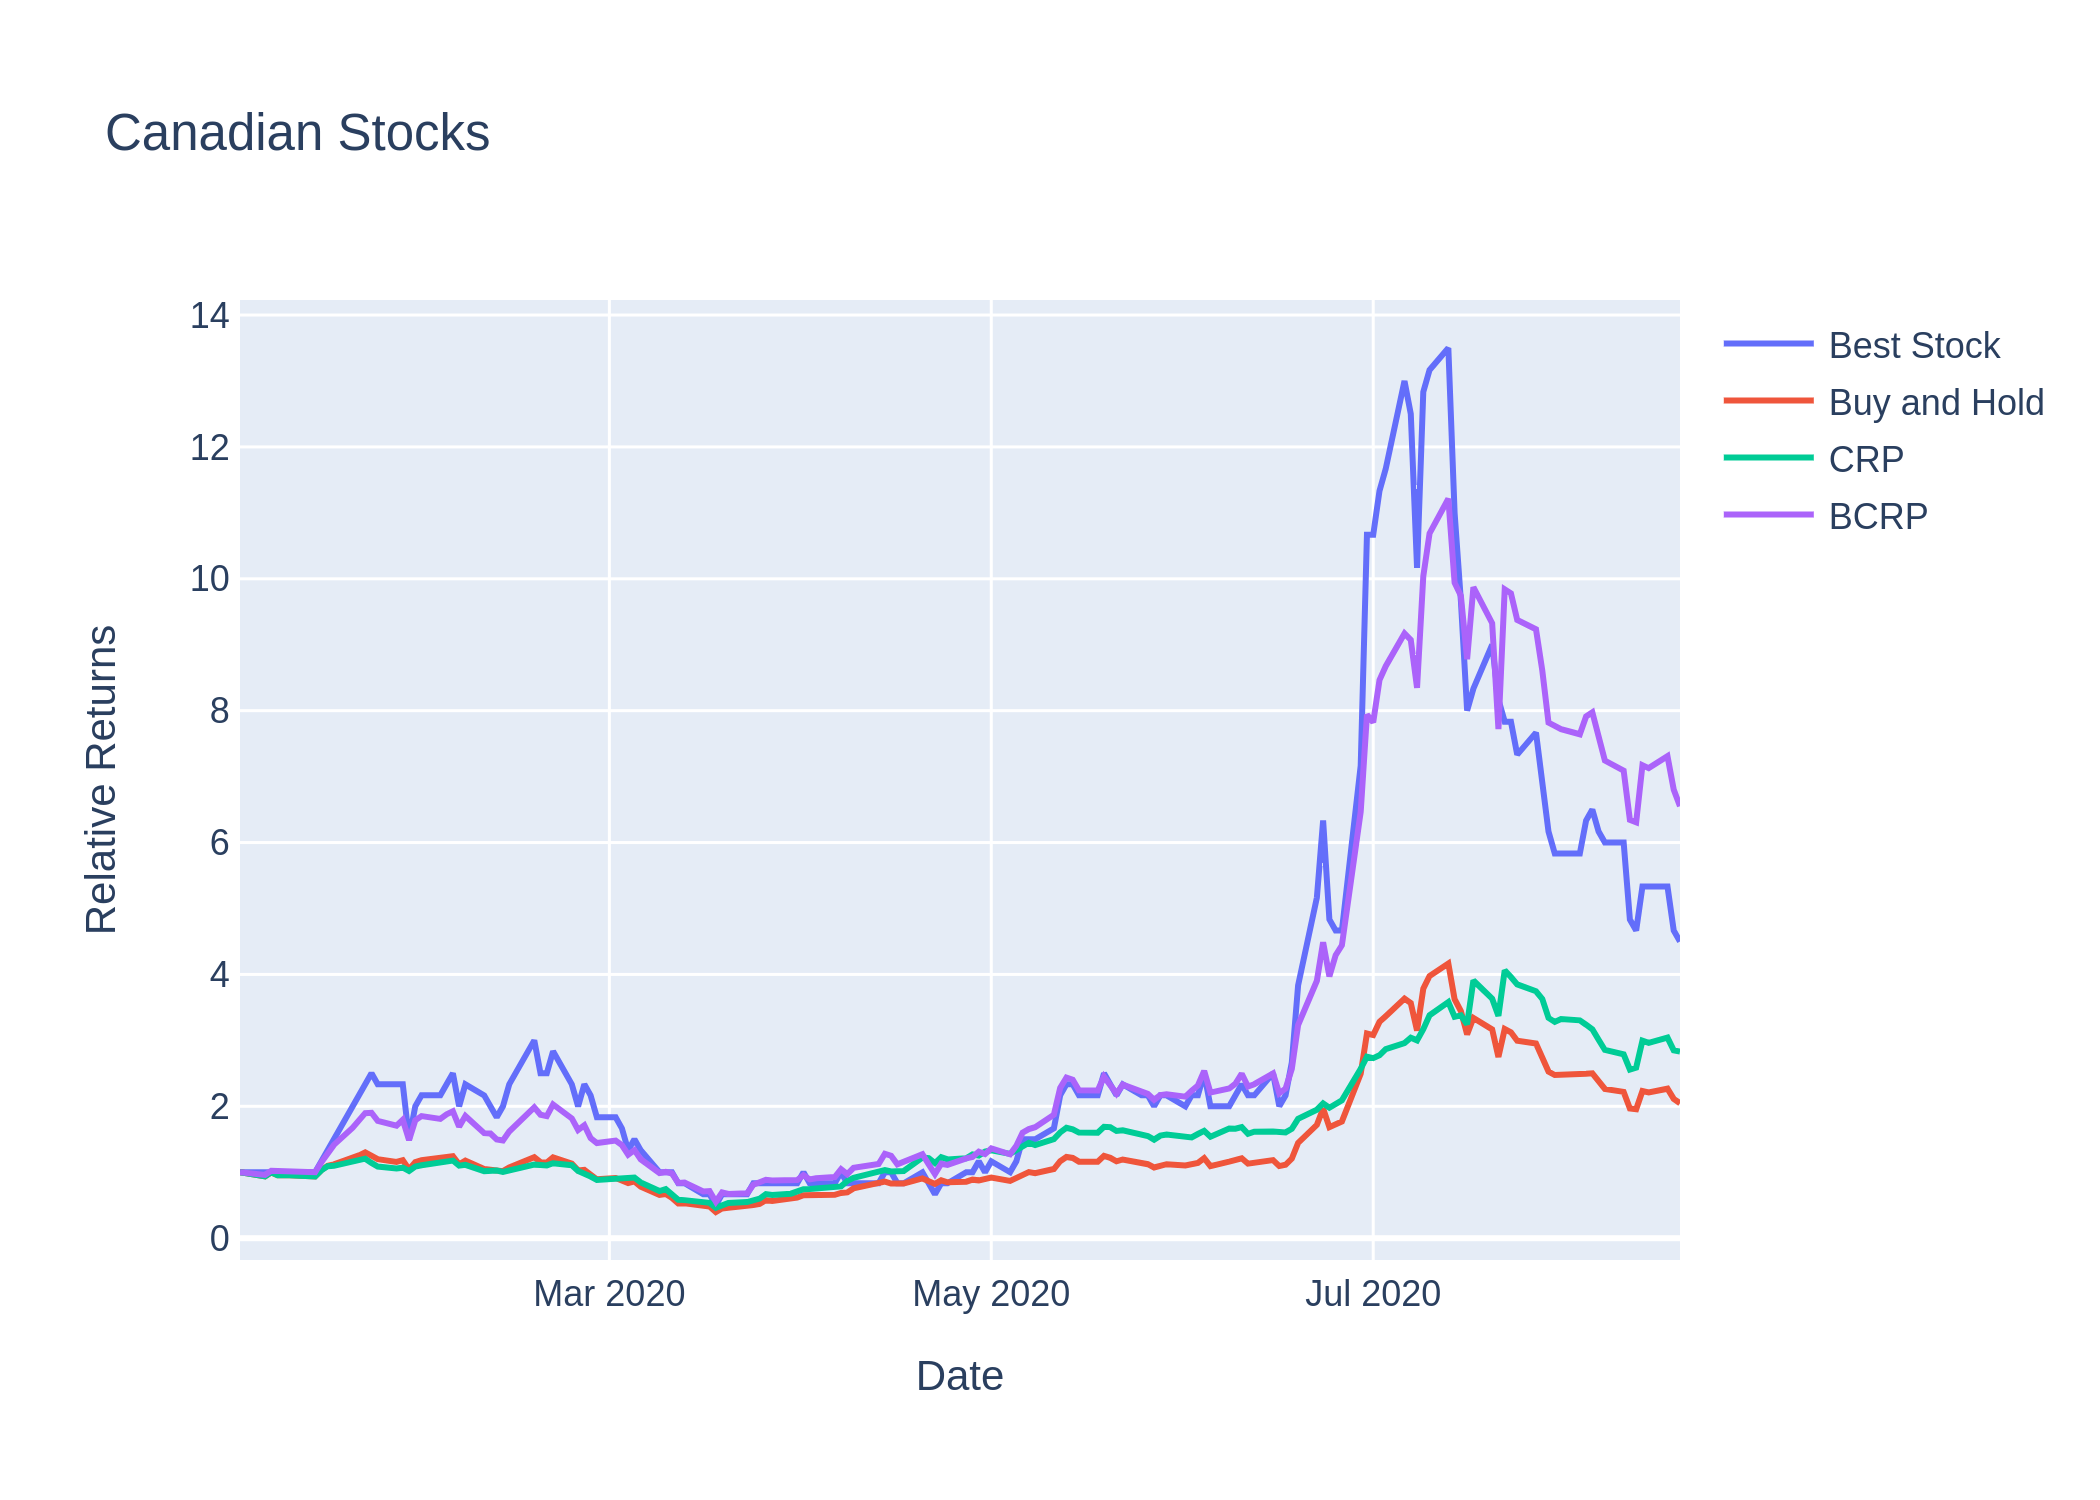 Canadian Stocks
14
12
10
8
6
4
2
0
Relative Returns
Mar 2020
May 2020
Jul 2020
Date
Best Stock
Buy and Hold
CRP
BCRP